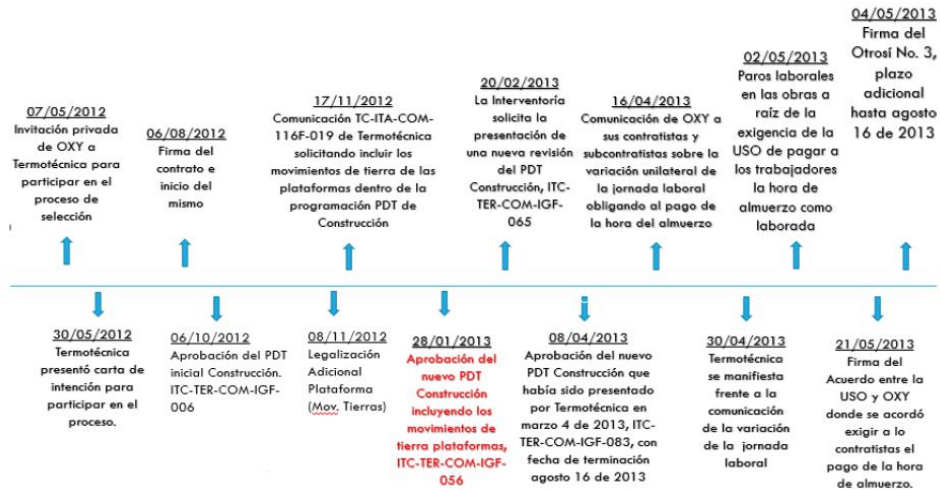 07/05/2012
Invitación privada
de OXY a
Termotécnica para
participar en el
proceso de
selección
06/08/2012
Firma del
contrato e
inicio del
mismo
17/11/2012
Comunicación TC-ITA-COM-
116F-019 de Termotécnica
solicitando incluir los
movimientos de tierra de las
plataformas dentro de la
programación PDT de
Construcción
20/02/2013
La Interventoría
solicita la
presentación de
una nueva revisión
del PDT
Construcción, ITC-
TER-COM-IGF-
065
16/04/2013
Comunicación de OXY a
sus contratistas y
subcontratistas sobre la
variación unilateral de
la jornada laboral
obligando al pago de
la hora del almuerzo
02/05/2013
Paros laborales
en las obras a
raíz de la
exigencia de la
USO de pagar a
los trabajadores
la hora de
almuerzo como
laborada
04/05/2013
Firma del
Otrosí No. 3,
plazo
adicional
hasta agosto
16 de 2013
30/05/2012
Termotécnica
presentó carta de
intención para
participar en el
proceso.
06/10/2012
Aprobación del PDT
inicial Construcción.
ITC-TER-COM-IGF-
006
08/11/2012
Legalización
Adicional
Plataforma
(Mov. Tierras)
28/01/2013
Aprobación del
nuevo PDT
Construcción
incluyendo los
movimientos de
tierra plataformas,
ITC-TER-COM-IGF-
056
08/04/2013
Aprobación del nuevo
PDT Construcción que
había sido presentado
por Termotécnica en
marzo 4 de 2013, ITC-
TER-COM-IGF-083, con
fecha de terminación
agosto 16 de 2013
30/04/2013
Termotécnica
se manifiesta
frente a la
comunicación
de la variación
de la jornada
laboral
21/05/2013
Firma del
Acuerdo entre la
USO y OXY
donde se acordó
exigir a lo
contratistas el
pago de la hora
de almuerzo.